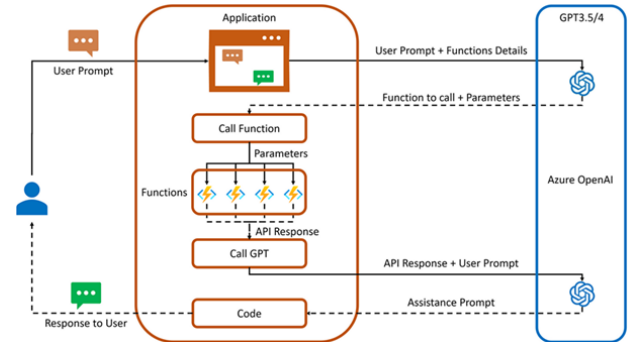 Application
GPT3.5/4
User Prompt
User Prompt + Functions Details
Function to call + Parameters
Call Function
Parameters
Functions
Azure OpenAI
API Response
Call GPT
API Response + User Prompt
Assistance Prompt
Code
Response to User